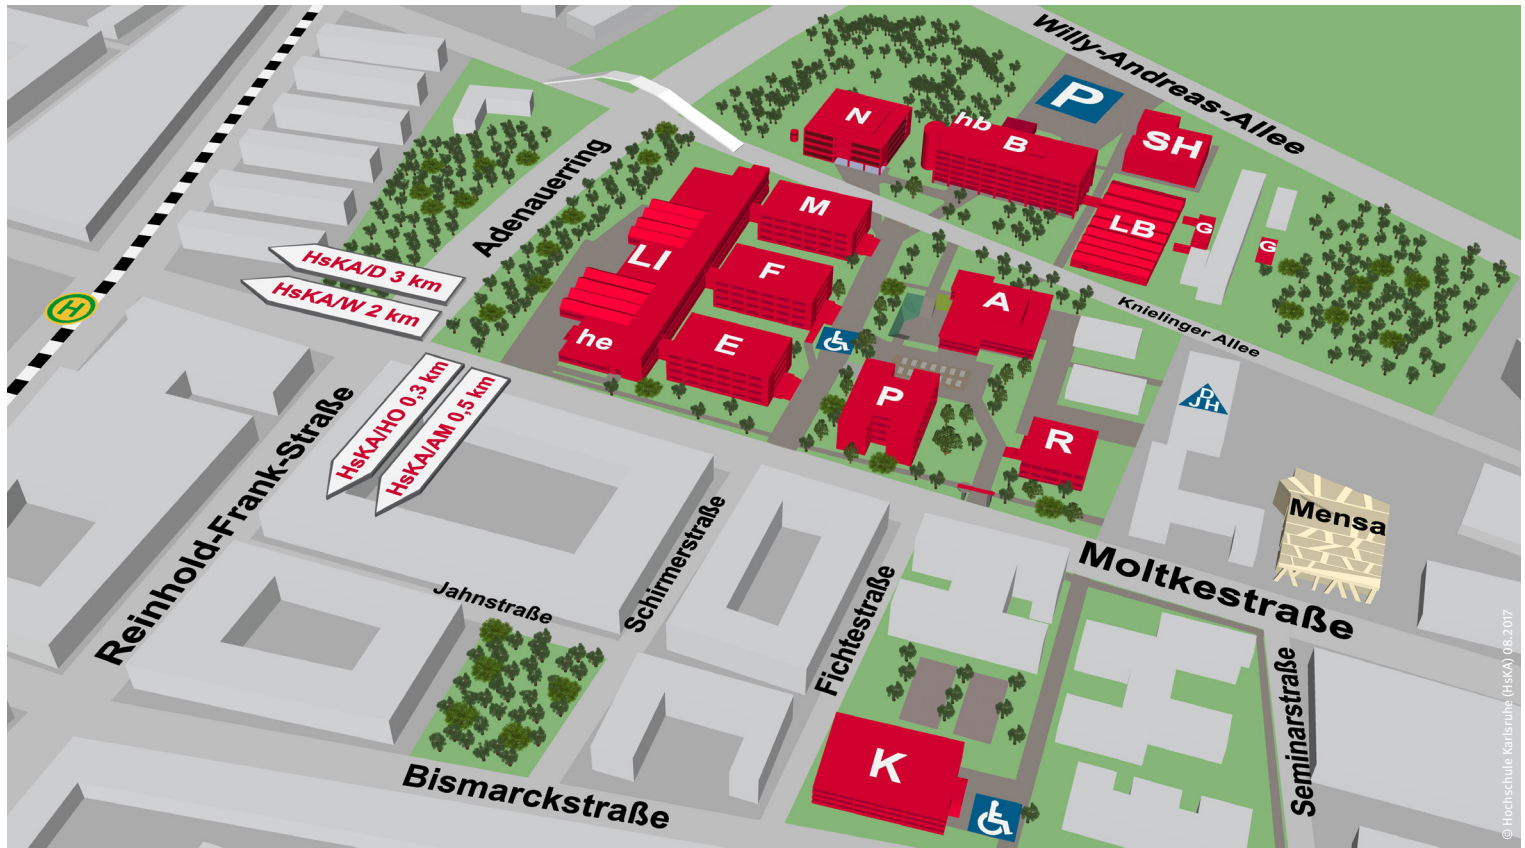 Willy-Andreas-Allee
P
N
hb
B
SH
Adenauerring
M
LI
LB
G
G
HsKA/D 3 km
HsKA/W 2 km
F
A
H
Knielinger Allee
he
E
P
DJH
R
HsKA/HO 0,3 km
HsKA/AM 0,5 km
Reinhold-Frank-Straße
Mensa
Moltkestraße
Schirmerstraße
Jahnstraße
Fichtestraße
Seminarstraße
K
Bismarckstraße
© Hochschule Karlsruhe (HsKA) 08.2017